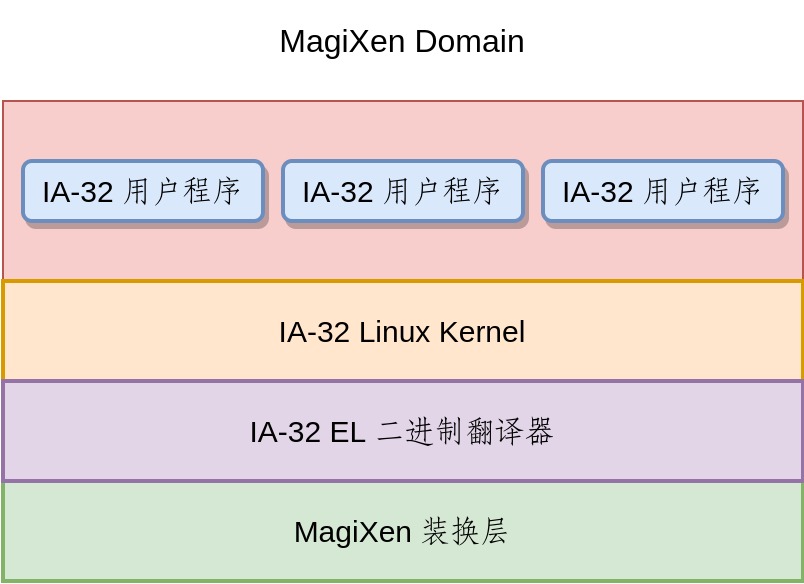 MagiXen Domain
IA-32 用户程序 IA-32 用户程序 IA-32 用户程序
IA-32 Linux Kernel
IA-32 EL 二进制翻译器
MagiXen 装换层